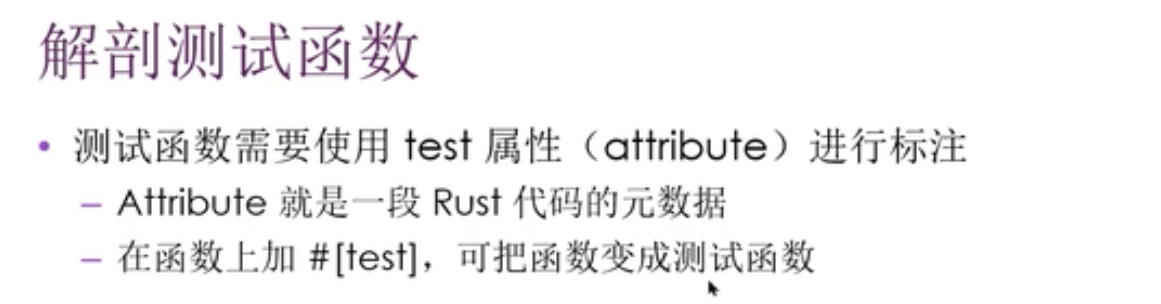 解剖测试函数
• 测试函数需要使用 test 属性（attribute）进行标注
– Attribute 就是一段 Rust 代码的元数据
– 在函数上加 #[test]，可把函数变成测试函数